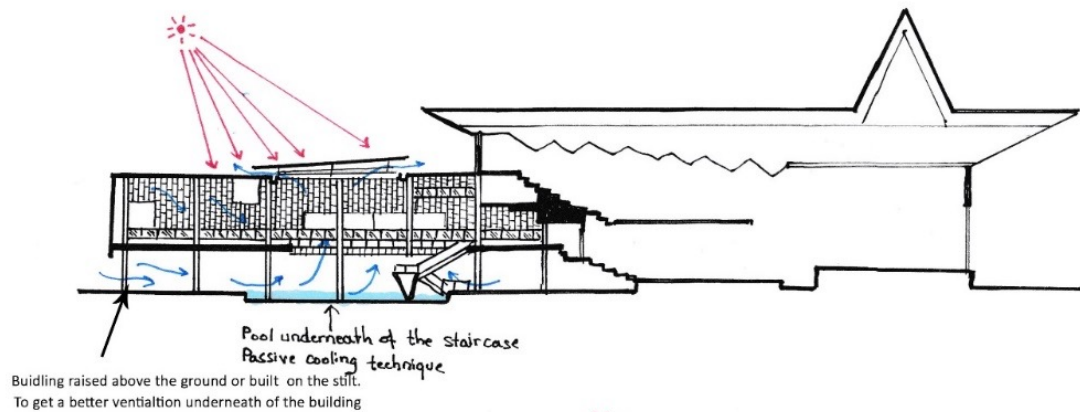 Pool underneath of the staircase
Passive cooling technique
Buidling raised above the ground or built on the stilt.
To get a better ventialtion underneath of the building